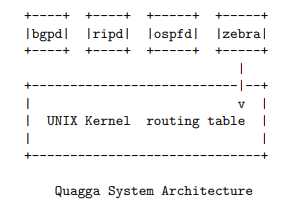 +----+ +----+ +-----+ +-----+
|bgpd| |ripd| |ospfd| |zebra|
+----+ +----+ +-----+ +-----+
|
+---------------------------|--+
| v |
| UNIX Kernel routing table |
| |
+------------------------------+
Quagga System Architecture